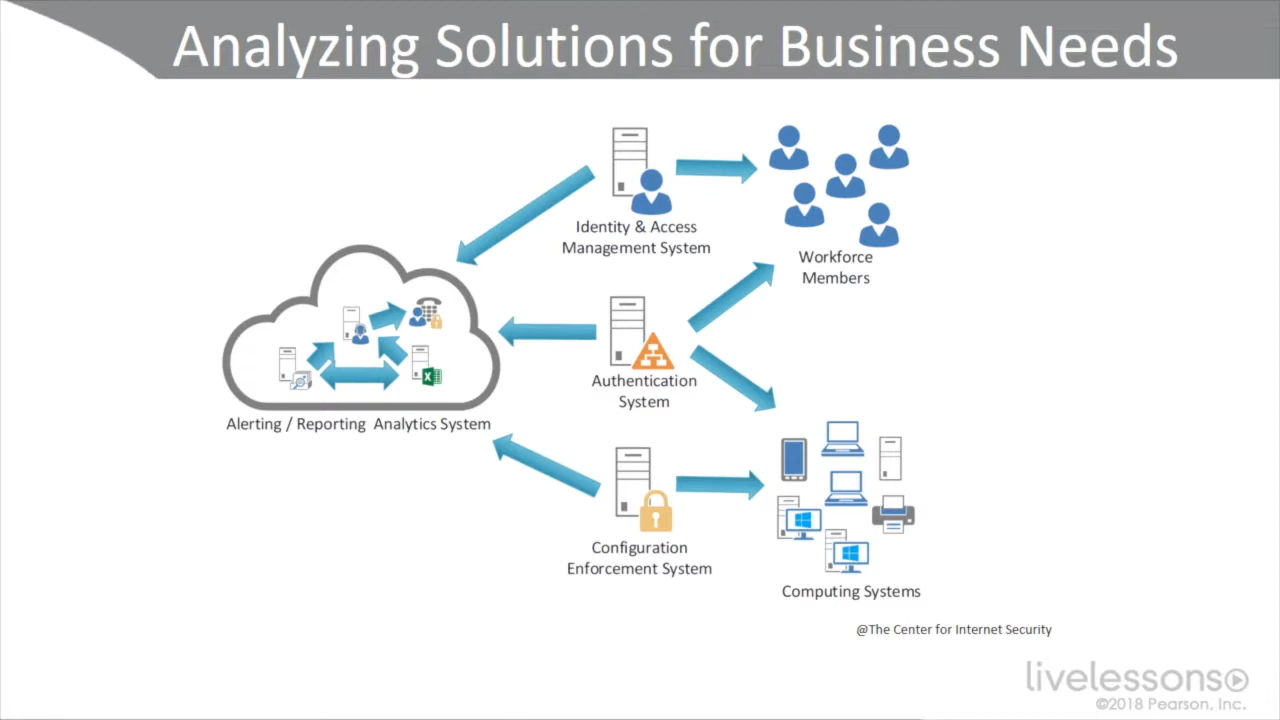 Analyzing Solutions for Business Needs
Identity & Access
Management System
Workforce
Members
Authentication
System
Alerting / Reporting Analytics System
Configuration
Enforcement System
Computing Systems
@The Center for Internet Security
livelessons
©2018 Pearson, Inc.